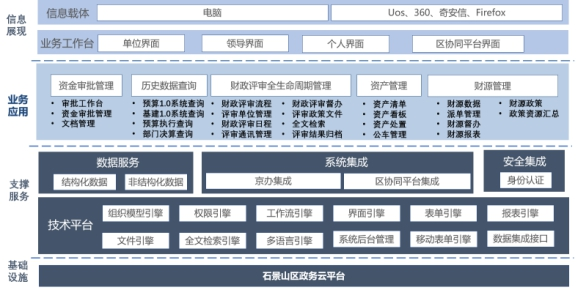 信息展现
信息载体 电脑 Uos、360、奇安信、Firefox
业务工作台 单位界面 领导界面 个人界面 区协同平台界面
业务应用
资金审批管理 历史数据查询 财政评审全生命周期管理 资产管理 财源管理
• 审批工作台 • 预算1.0系统查询 • 财政评审流程 • 财政评审督办 • 资产清单 • 财源数据 • 财源政策
• 资金审批管理 • 基建1.0系统查询 • 评审单位管理 • 评审政策文件 • 资产看板 • 派单管理 • 政策资源汇总
• 文档管理 • 预算执行查询 • 财政评审日程 • 全文检索 • 资产处置 • 财源督办
• 部门决算查询 • 评审通讯管理 • 评审结果归档 • 公车管理 • 财源报表
支撑服务
数据服务 系统集成 安全集成
结构化数据 非结构化数据 京办集成 区协同平台集成 身份认证
技术平台
组织模型引擎 权限引擎 工作流引擎 界面引擎 表单引擎 报表引擎
文件引擎 全文检索引擎 多语言引擎 系统后台管理 移动表单引擎 数据集成接口
基础设施
石景山区政务云平台